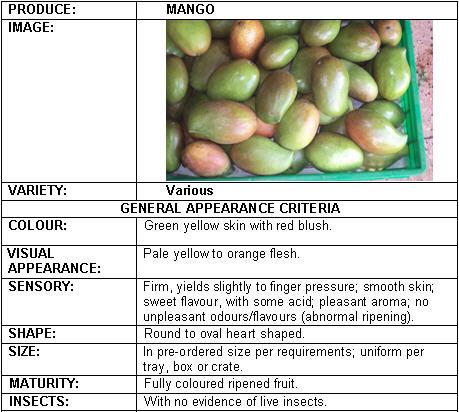 PRODUCE: MANGO
IMAGE:
VARIETY: Various
GENERAL APPEARANCE CRITERIA
COLOUR: Green yellow skin with red blush.
VISUAL APPEARANCE: Pale yellow to orange flesh.
SENSORY: Firm, yields slightly to finger pressure; smooth skin;
sweet flavour, with some acid; pleasant aroma; no
unpleasant odours/flavours (abnormal ripening).
SHAPE: Round to oval heart shaped.
SIZE: In pre-ordered size per requirements; uniform per
tray, box or crate.
MATURITY: Fully coloured ripened fruit.
INSECTS: With no evidence of live insects.